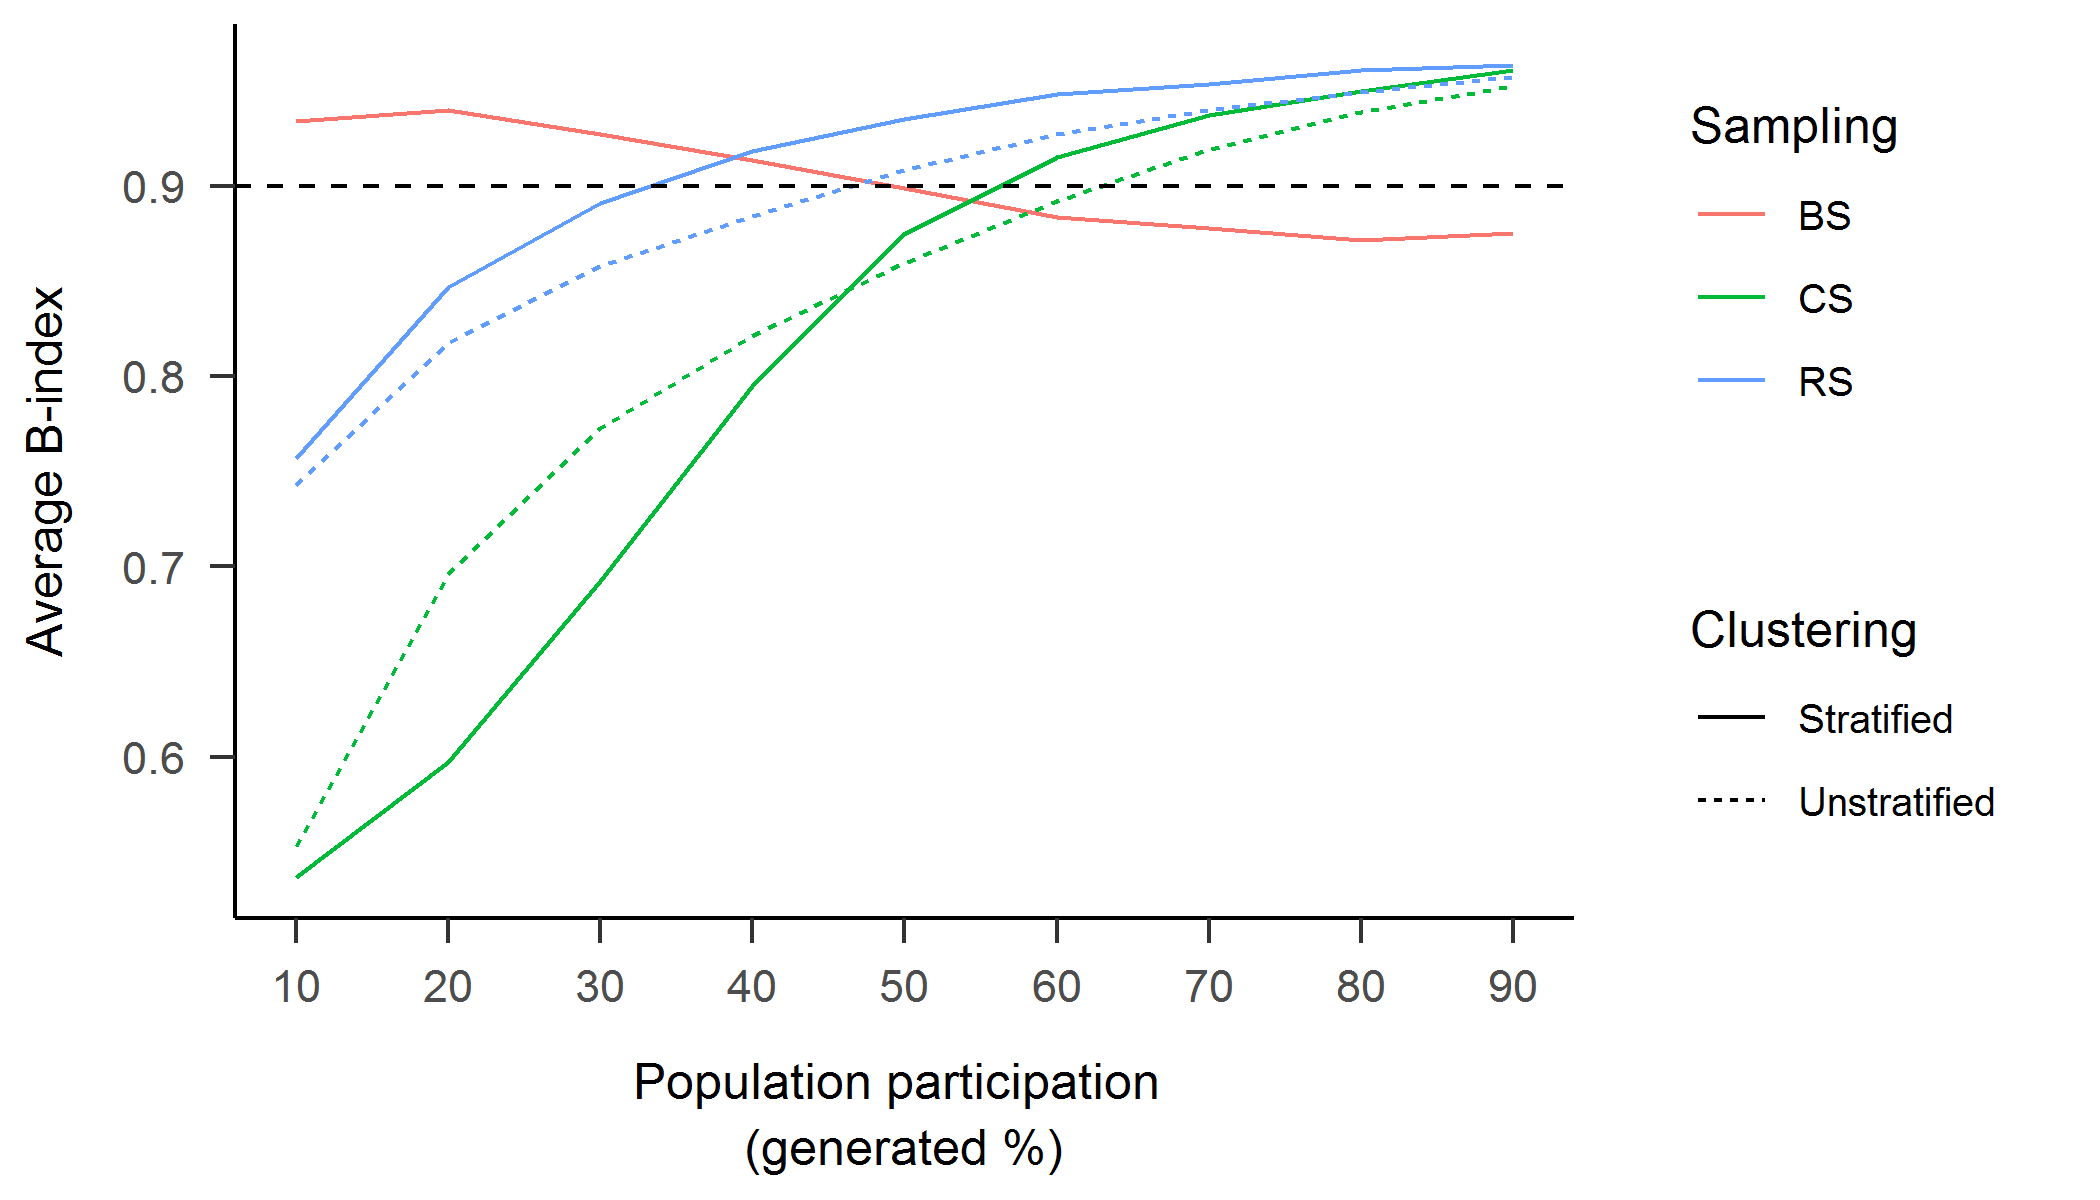 Average B-index
0.9
0.8
0.7
0.6
10 20 30 40 50 60 70 80 90
Population participation
(generated %)
Sampling
BS
CS
RS
Clustering
Stratified
Unstratified